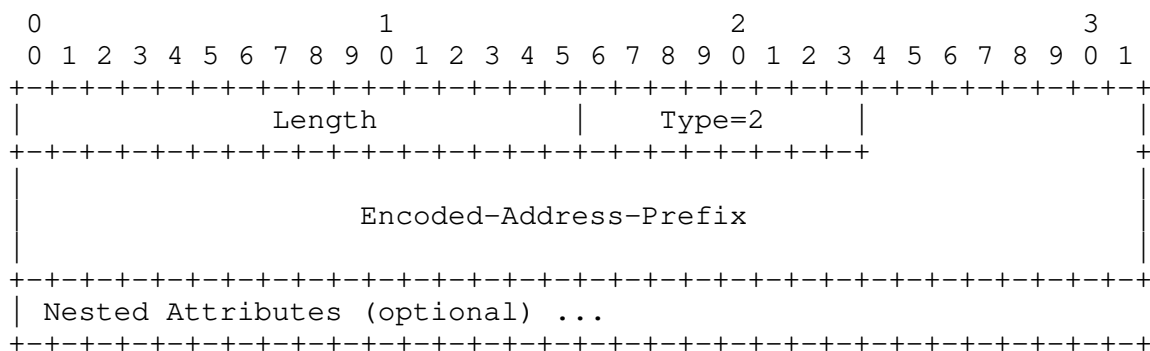 0                   1                   2                   3
 0 1 2 3 4 5 6 7 8 9 0 1 2 3 4 5 6 7 8 9 0 1 2 3 4 5 6 7 8 9 0 1
+-+-+-+-+-+-+-+-+-+-+-+-+-+-+-+-+-+-+-+-+-+-+-+-+-+-+-+-+-+-+-+
|             Length            |    Type=2     |               |
+-+-+-+-+-+-+-+-+-+-+-+-+-+-+-+-+-+-+-+-+-+-+-+-+               +
|                                                               |
|                   Encoded-Address-Prefix                      |
|                                                               |
+-+-+-+-+-+-+-+-+-+-+-+-+-+-+-+-+-+-+-+-+-+-+-+-+-+-+-+-+-+-+-+
| Nested Attributes (optional) ...
+-+-+-+-+-+-+-+-+-+-+-+-+-+-+-+-+-+-+-+-+-+-+-+-+-+-+-+-+-+-+-+